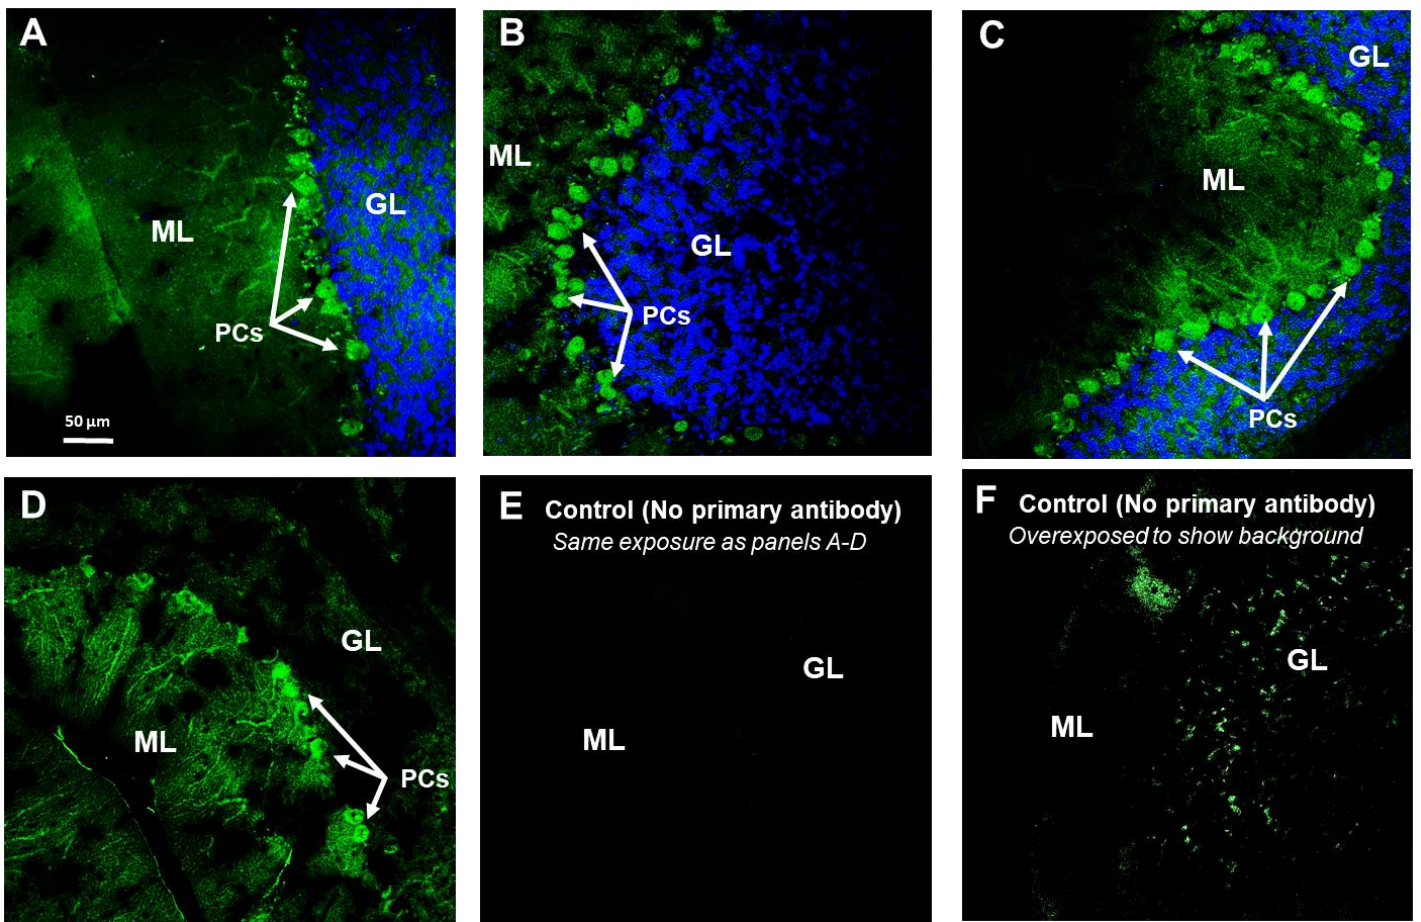 A
ML
GL
PCs
50 µm
B
ML
GL
PCs
C
GL
ML
PCs
D
GL
ML
PCs
E Control (No primary antibody)
Same exposure as panels A-D
GL
ML
F Control (No primary antibody)
Overexposed to show background
GL
ML